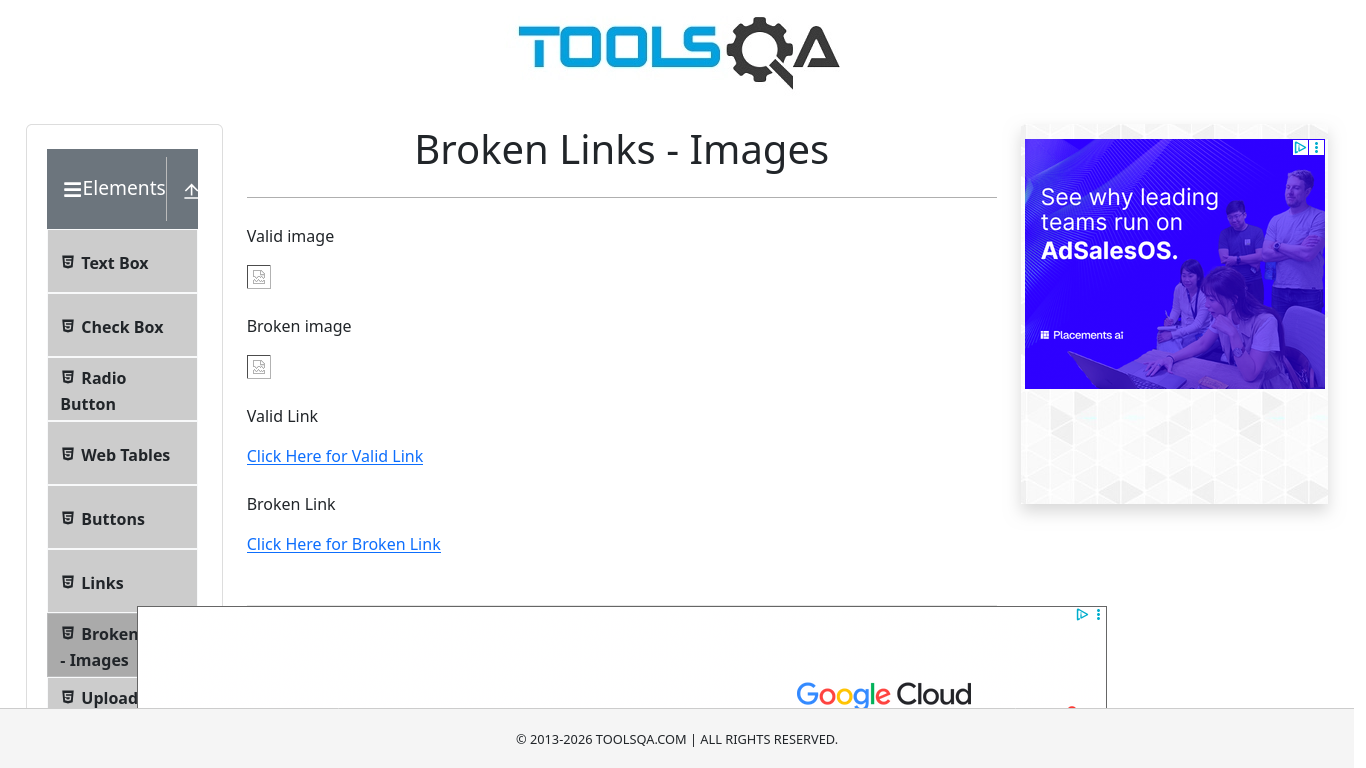 TOOLSQA
Elements
Text Box
Check Box
Radio
Button
Web Tables
Buttons
Links
Broken
- Images
Upload
Broken Links - Images
Valid image
Broken image
Valid Link
Click Here for Valid Link
Broken Link
Click Here for Broken Link
See why leading
teams run on
AdSalesOS.
Placements ai
Google Cloud
© 2013-2026 TOOLSQA.COM | ALL RIGHTS RESERVED.